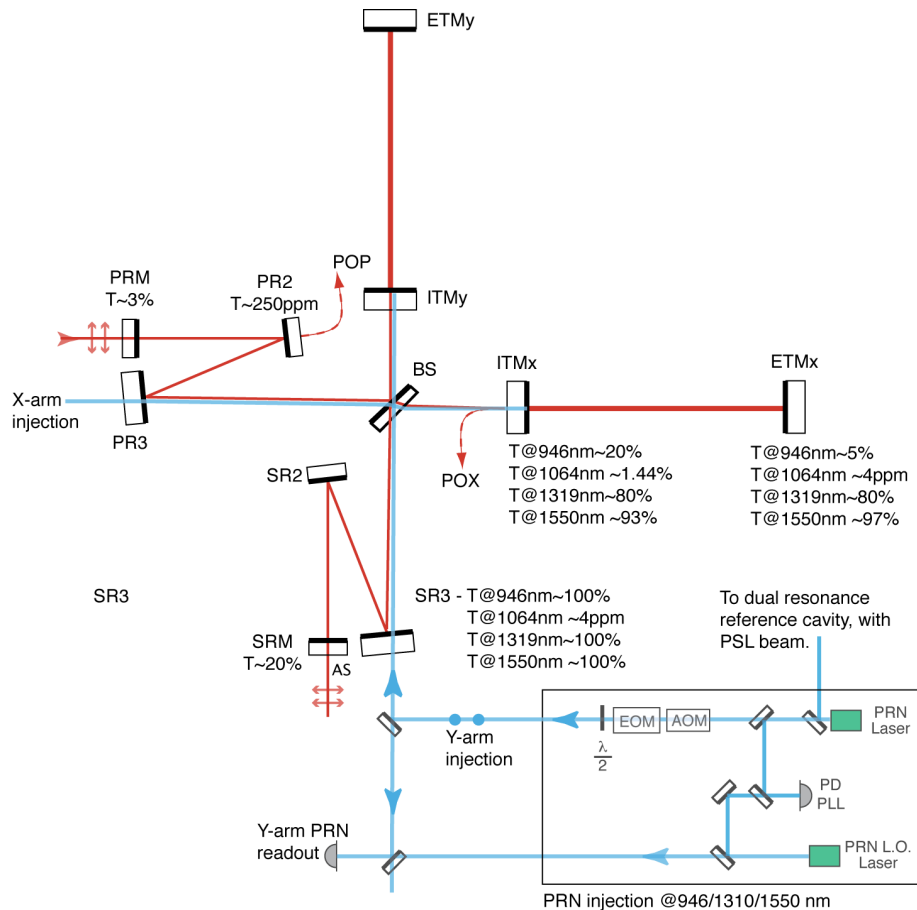 ETMy
POP
PRM
T~3%
PR2
T~250ppm
ITMy
BS
ITMx
ETMx
X-arm
injection
PR3
POX
T@946nm~20%
T@1064nm ~1.44%
T@1319nm~80%
T@1550nm ~93%
T@946nm~5%
T@1064nm ~4ppm
T@1319nm~80%
T@1550nm ~97%
SR2
SR3
SR3 - T@946nm~100%
T@1064nm ~4ppm
T@1319nm~100%
T@1550nm ~100%
SRM
T~20%
AS
To dual resonance
reference cavity, with
PSL beam.
Y-arm
injection
λ
2
EOM
AOM
PRN
Laser
PD
PLL
Y-arm PRN
readout
PRN L.O.
Laser
PRN injection @946/1310/1550 nm